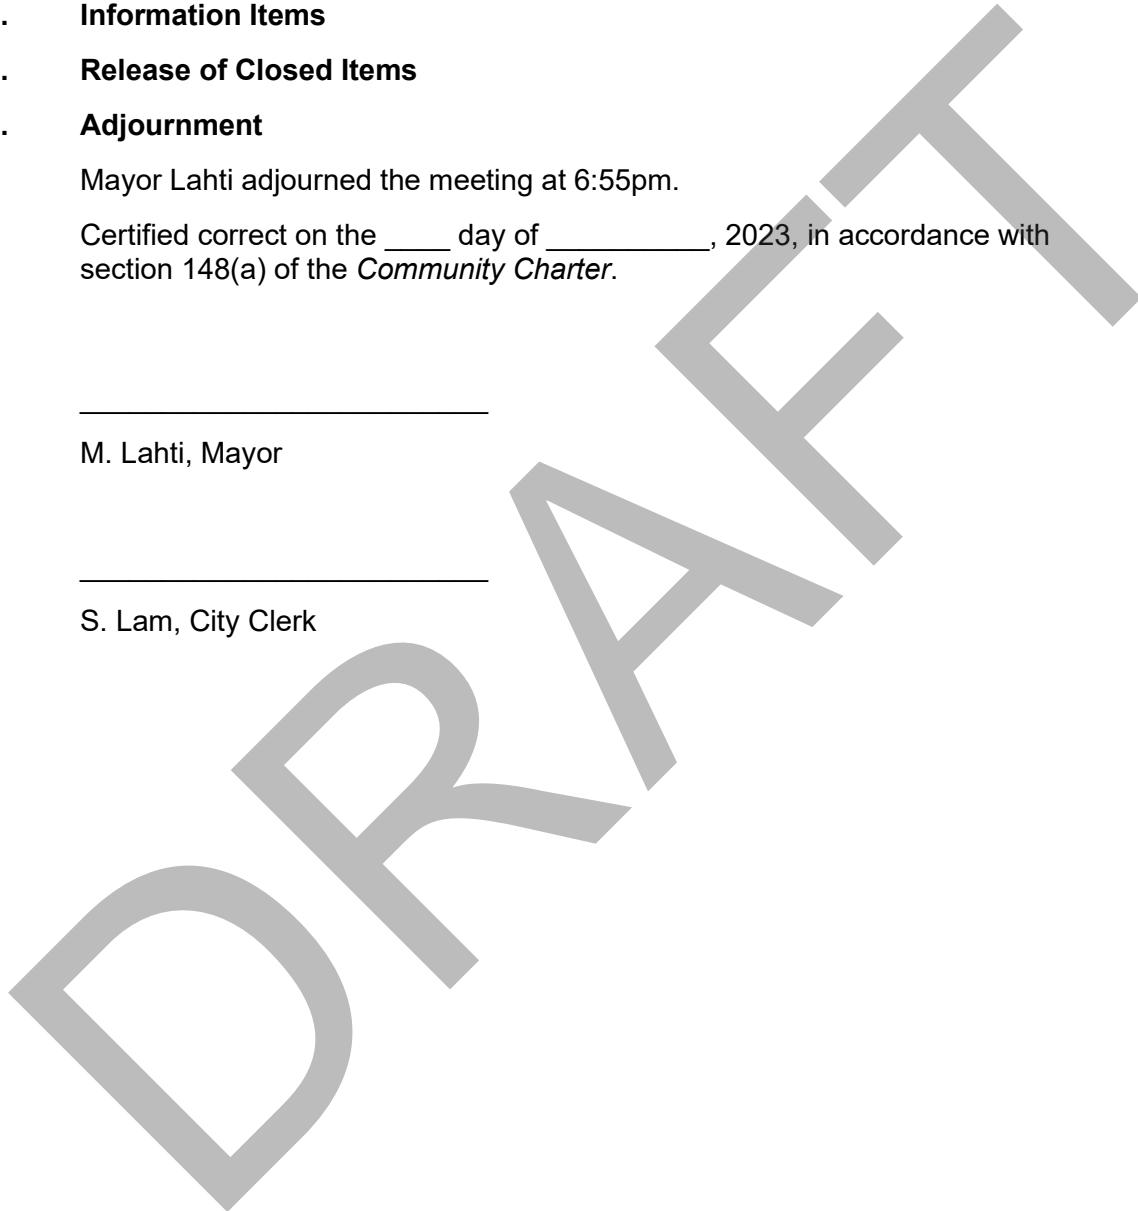 . Information Items
. Release of Closed Items
. Adjournment
Mayor Lahti adjourned the meeting at 6:55pm.
Certified correct on the ____ day of __________, 2023, in accordance with
section 148(a) of the Community Charter.
_________________________
M. Lahti, Mayor
_________________________
S. Lam, City Clerk
DRAFT